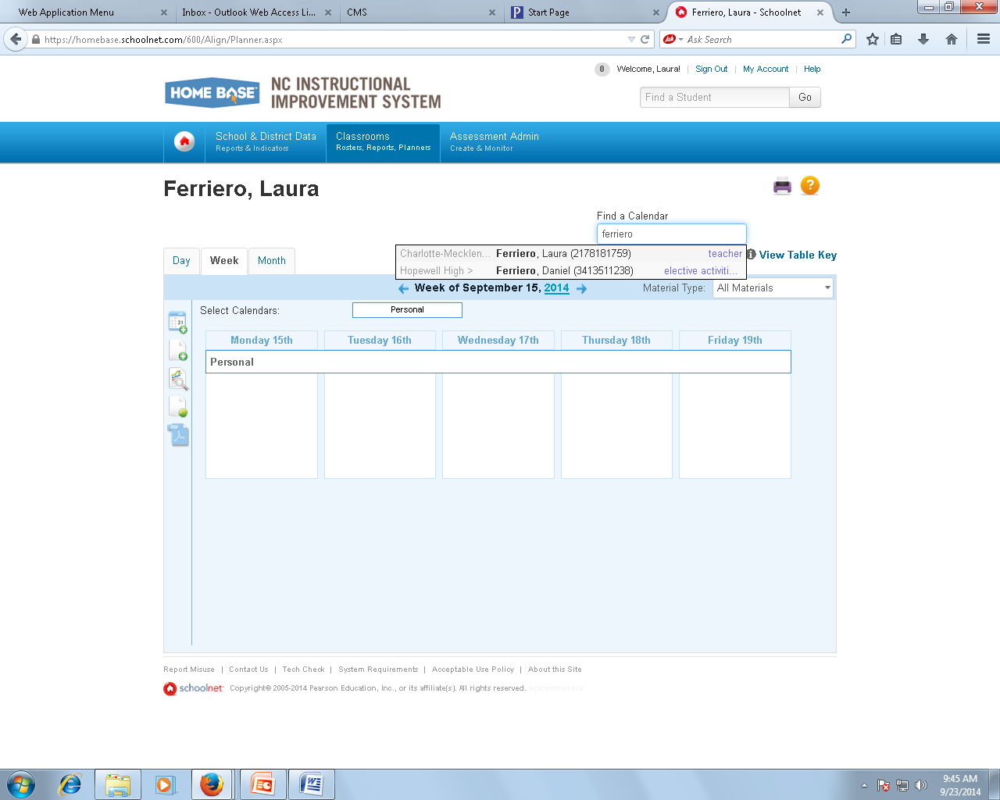 Web Application Menu
Inbox - Outlook Web Access Li...
CMS
Start Page
Ferriero, Laura - Schoolnet
https://homebase.schoolnet.com/600/Align/Planner.aspx
Ask Search
0 Welcome, Laura! | Sign Out | My Account | Help
HOME BASE
NC INSTRUCTIONAL
IMPROVEMENT SYSTEM
Find a Student Go
School & District Data
Reports & Indicators
Classrooms
Rosters, Reports, Planners
Assessment Admin
Create & Monitor
Ferriero, Laura
Find a Calendar
ferriero
Charlotte-Mecklen... Ferriero, Laura (2178181759) teacher
Hopewell High > Ferriero, Daniel (3413511238) elective activiti...
Day Week Month
View Table Key
Week of September 15, 2014
Material Type: All Materials
Select Calendars: Personal
Monday 15th Tuesday 16th Wednesday 17th Thursday 18th Friday 19th
Personal
Report Misuse | Contact Us | Tech Check | System Requirements | Acceptable Use Policy | About this Site
schoolnet Copyright© 2005-2014 Pearson Education, Inc., or its affiliate(s). All rights reserved.
9:45 AM
9/23/2014